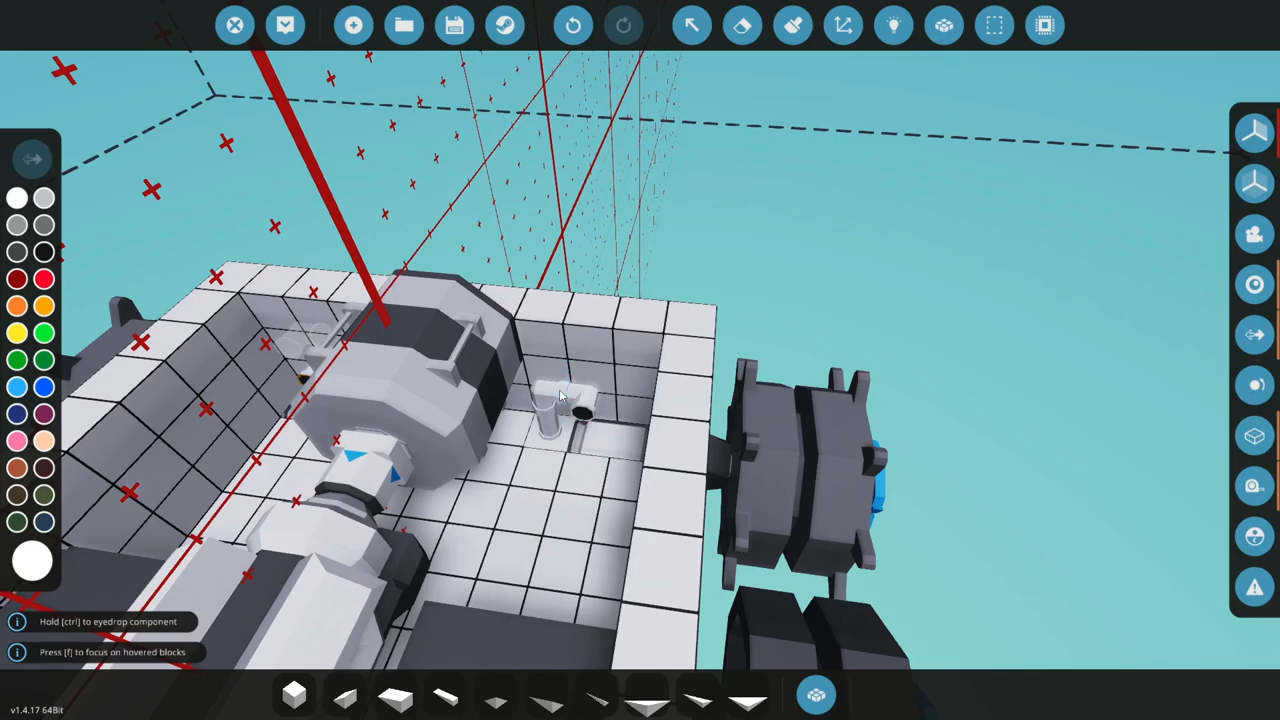 Hold [ctrl] to eyedrop component
Press [f] to focus on hovered blocks
v1.4.17 64Bit